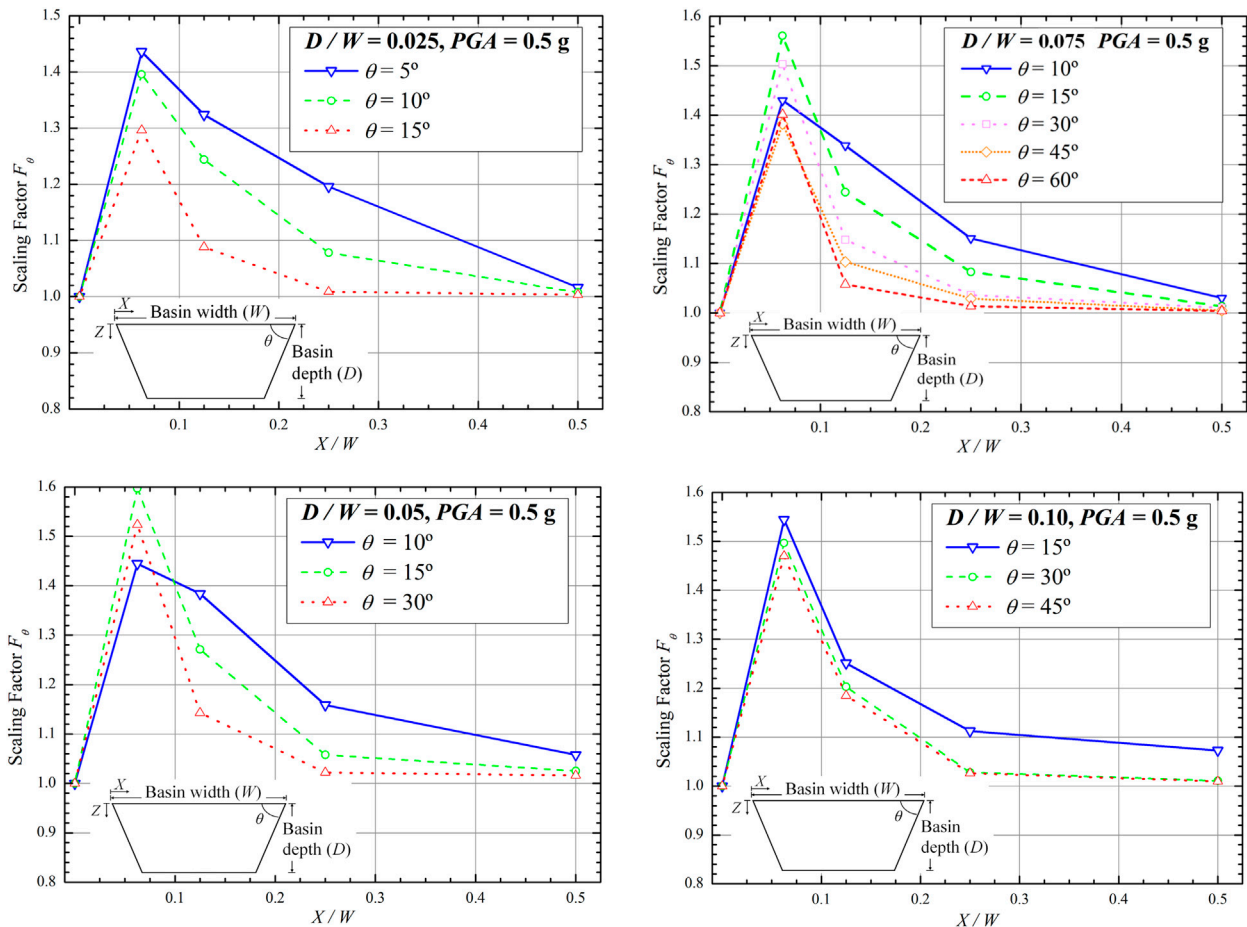 1.5
1.4
1.3
1.2
1.1
1.0
0.9
0.8
Scaling Factor Fθ
D / W = 0.025, PGA = 0.5 g
θ = 5º
θ = 10º
θ = 15º
X
Basin width (W)
Z
θ
Basin
depth (D)
0.1
0.2
0.3
0.4
0.5
X / W
1.6
1.5
1.4
1.3
1.2
1.1
1.0
0.9
0.8
Scaling Factor Fθ
D / W = 0.075 PGA = 0.5 g
θ = 10º
θ = 15º
θ = 30º
θ = 45º
θ = 60º
X
Basin width (W)
Z
θ
Basin
depth (D)
0.1
0.2
0.3
0.4
0.5
X / W
1.6
1.5
1.4
1.3
1.2
1.1
1.0
0.9
0.8
Scaling Factor Fθ
D / W = 0.05, PGA = 0.5 g
θ = 10º
θ = 15º
θ = 30º
X
Basin width (W)
Z
θ
Basin
depth (D)
0.1
0.2
0.3
0.4
0.5
X / W
1.6
1.5
1.4
1.3
1.2
1.1
1.0
0.9
0.8
Scaling Factor Fθ
D / W = 0.10, PGA = 0.5 g
θ = 15º
θ = 30º
θ = 45º
X
Basin width (W)
Z
θ
Basin
depth (D)
0.1
0.2
0.3
0.4
0.5
X / W